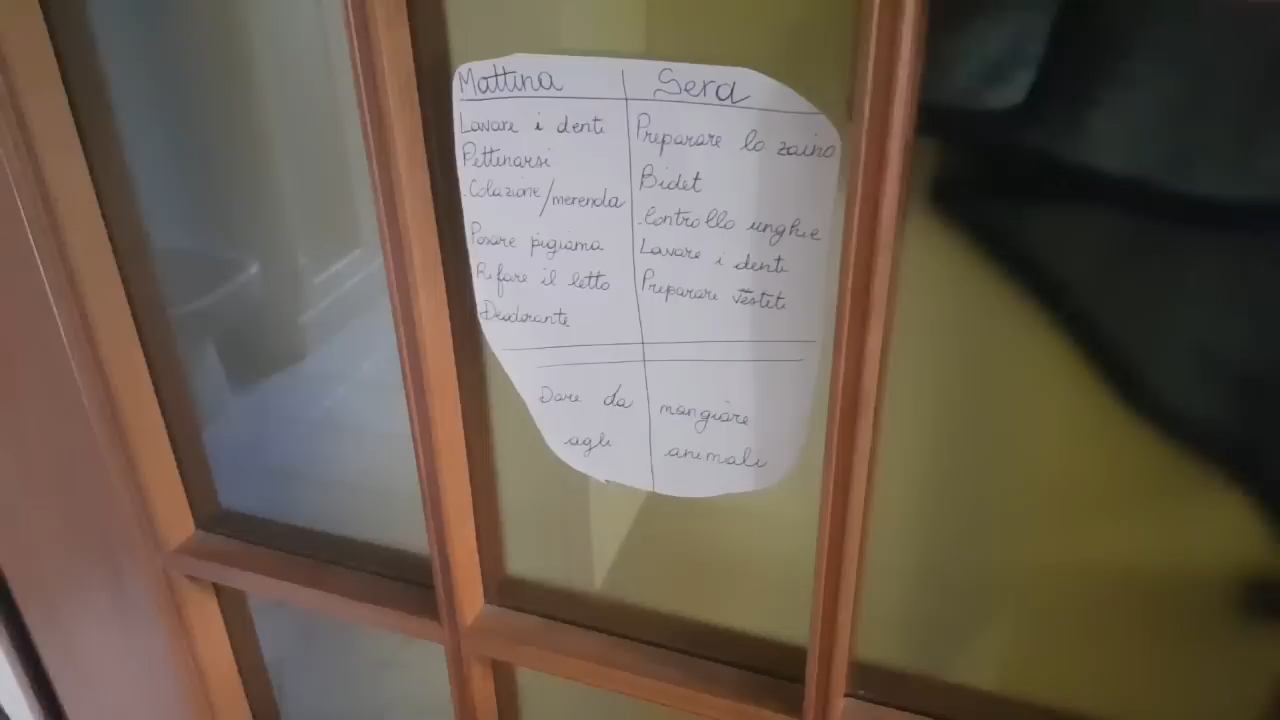 Mattina
Lavare i denti
Pettinarsi
Colazione/merenda
Posare pigiama
Rifare il letto
Deodorante
Sera
Preparare lo zaino
Bidet
Controllo unghie
Lavare i denti
Preparare vestiti
Dare da mangiare
agli animali